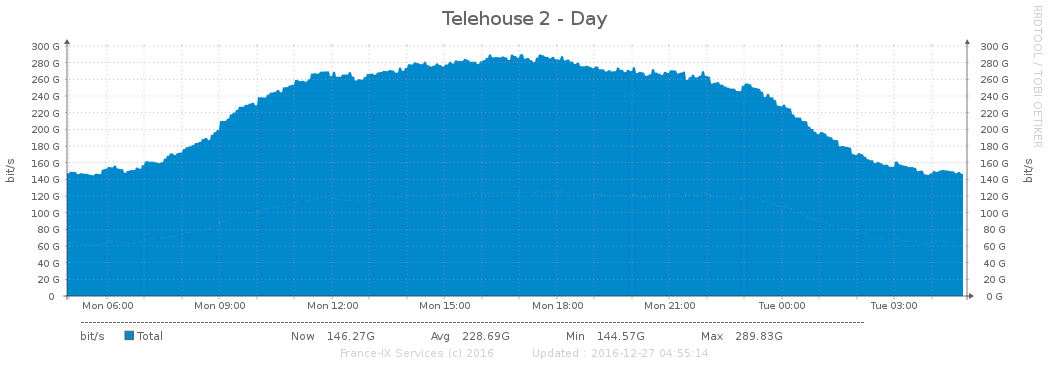 Telehouse 2 - Day
RRDTOOL / TOBI OETIKER
bit/s
300 G 300 G
280 G 280 G
260 G 260 G
240 G 240 G
220 G 220 G
200 G 200 G
180 G 180 G
160 G 160 G
140 G 140 G
120 G 120 G
100 G 100 G
80 G 80 G
60 G 60 G
40 G 40 G
20 G 20 G
0 0 G
bit/s
Mon 06:00 Mon 09:00 Mon 12:00 Mon 15:00 Mon 18:00 Mon 21:00 Tue 00:00 Tue 03:00
bit/s Total Now 146.27G Avg 228.69G Min 144.57G Max 289.83G
France-IX Services (c) 2016 Updated : 2016-12-27 04:55:14